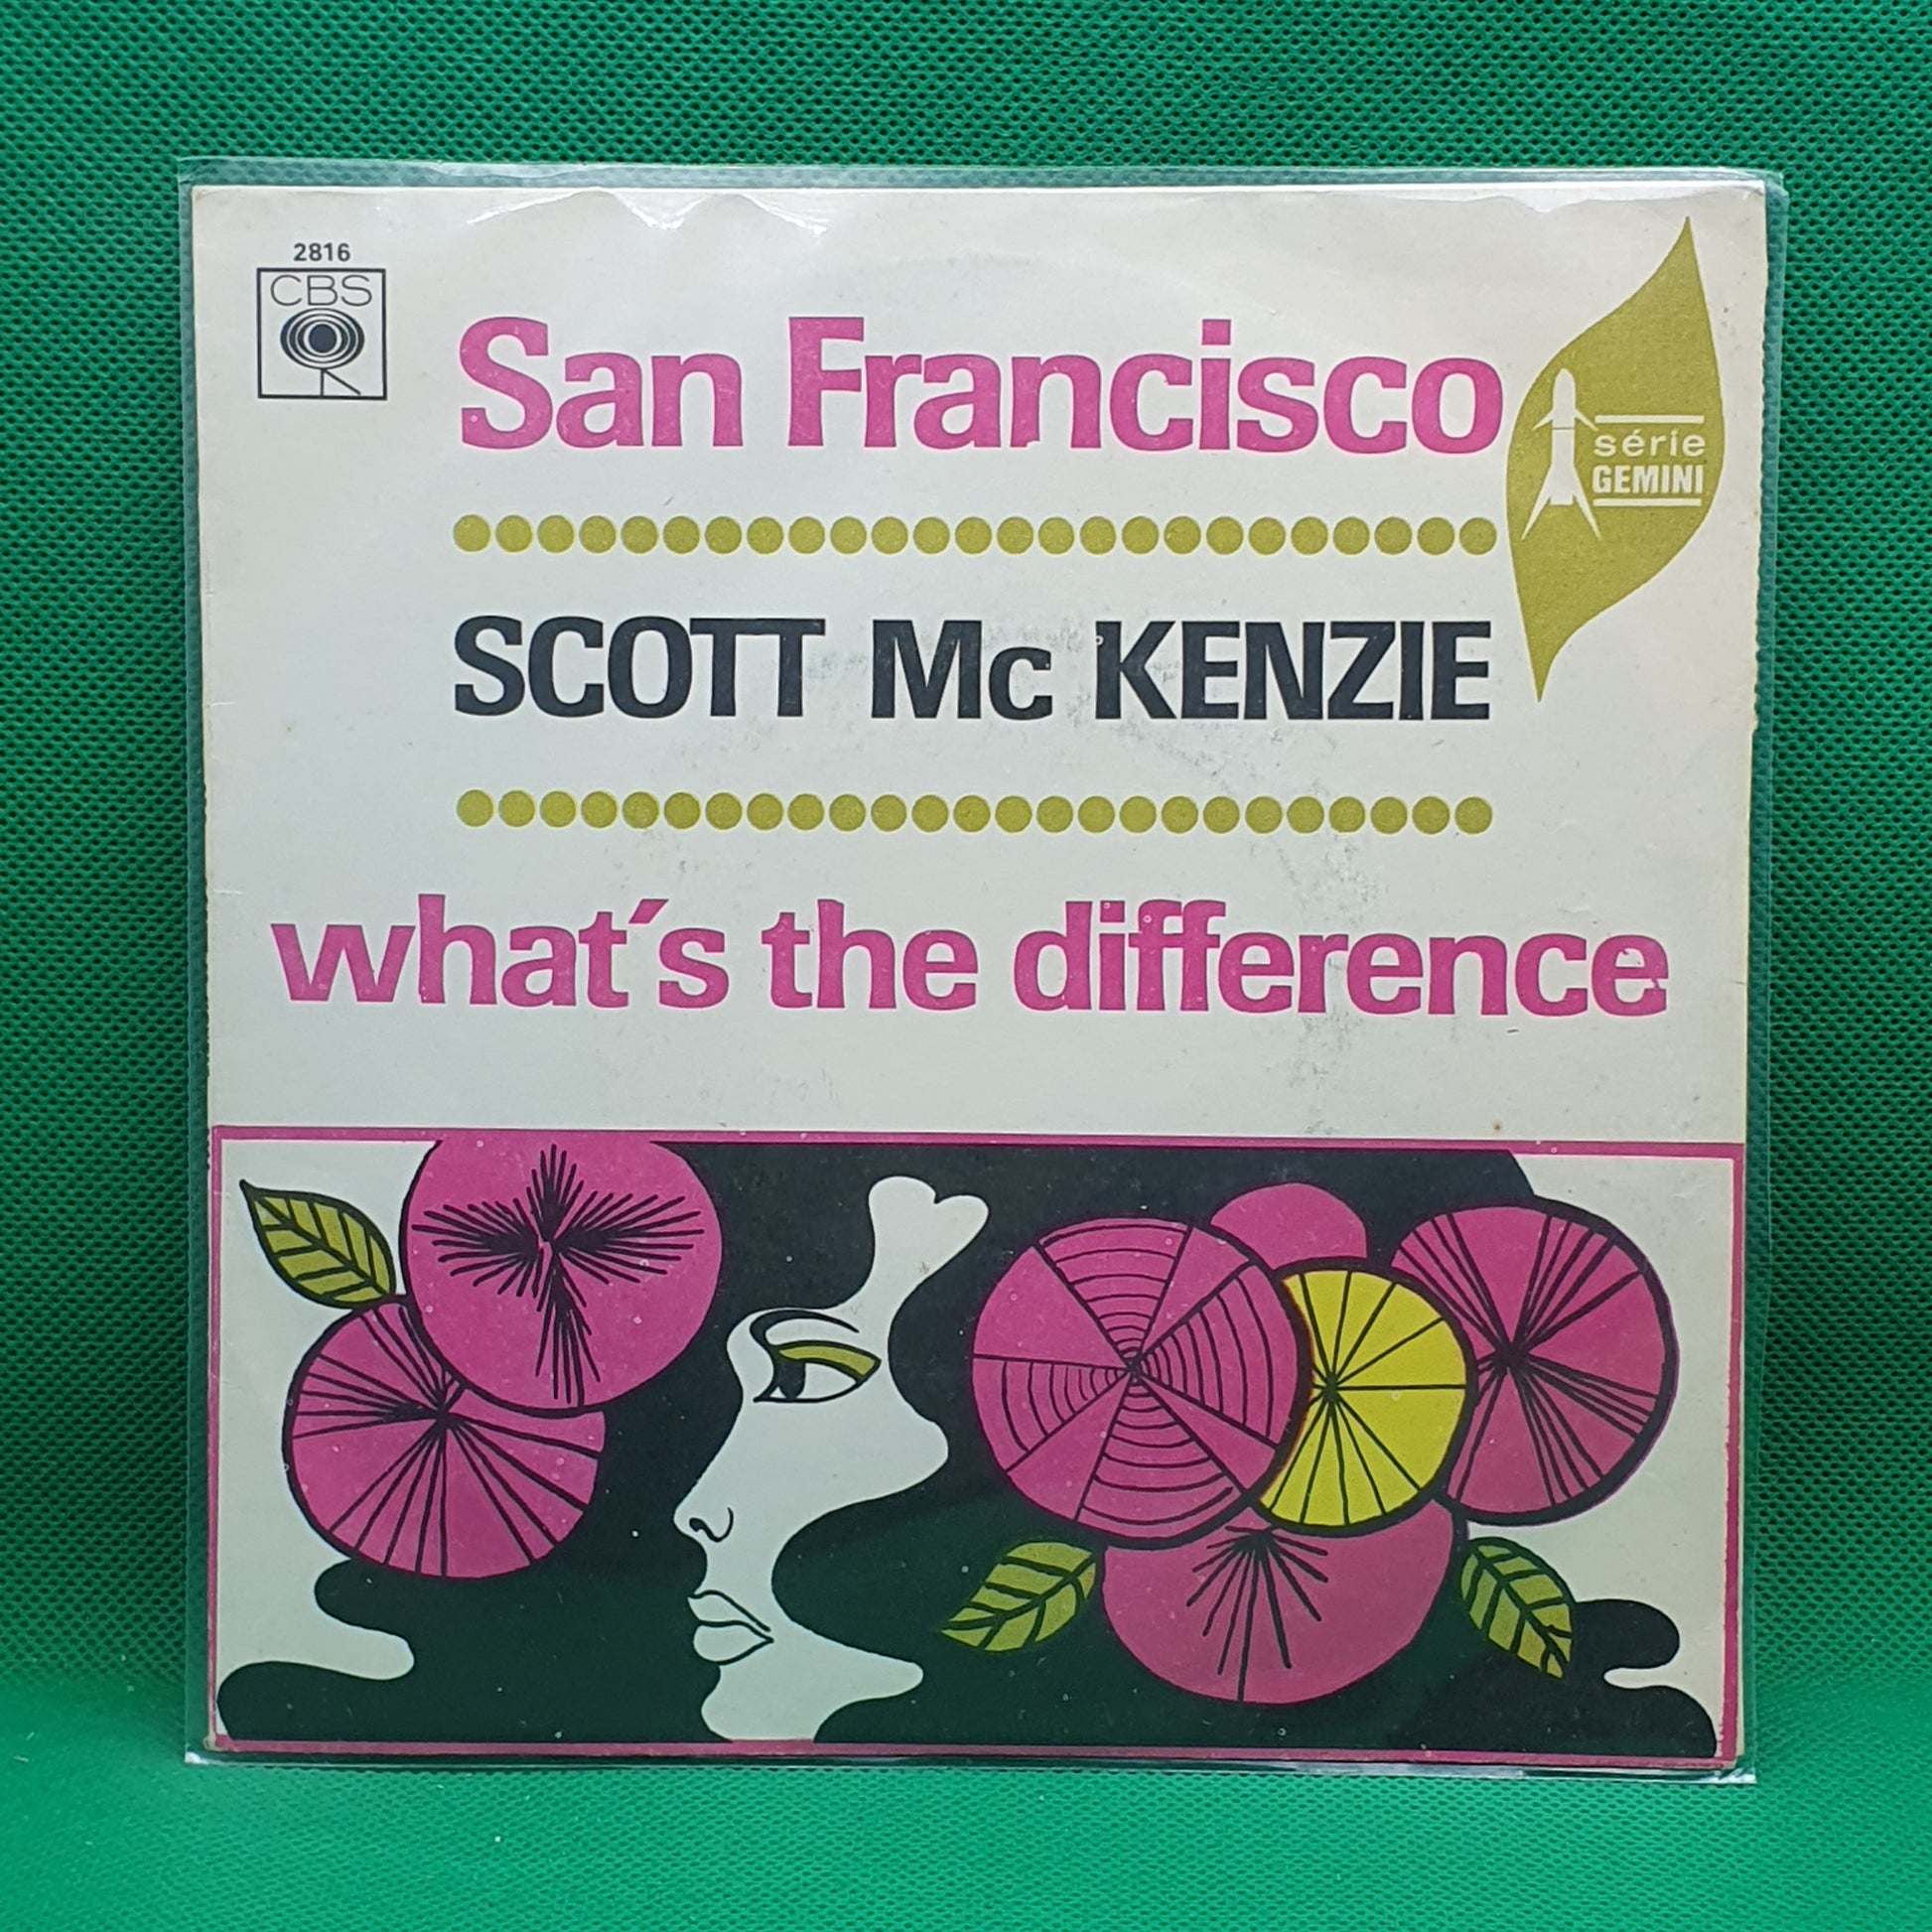 2816
CBS
San Francisco
série
GEMINI
SCOTT Mc KENZIE
what's the difference